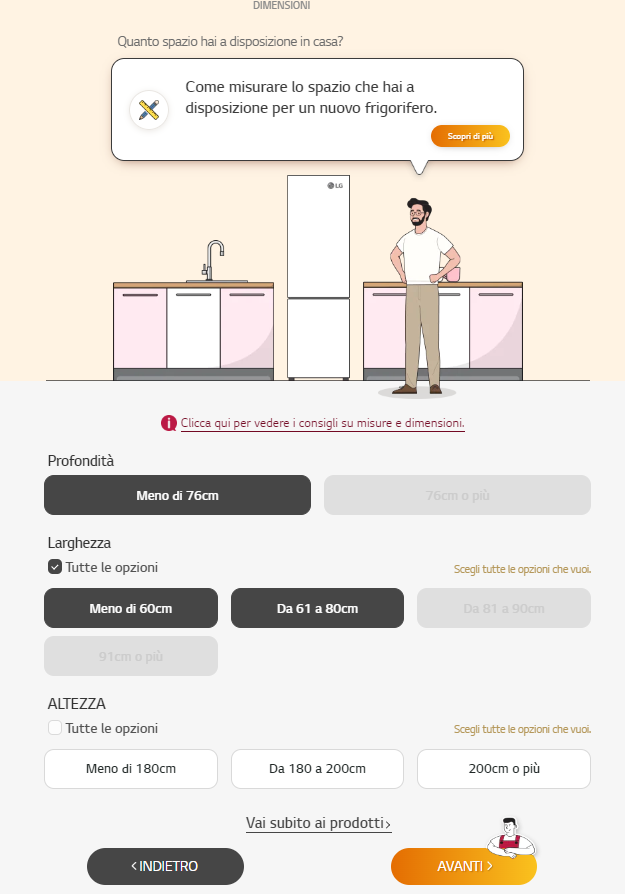 DIMENSIONI
Quanto spazio hai a disposizione in casa?
Come misurare lo spazio che hai a
disposizione per un nuovo frigorifero.
Scopri di più
LG
Clicca qui per vedere i consigli su misure e dimensioni.
Profondità
Meno di 76cm
76cm o più
Larghezza
Tutte le opzioni
Scegli tutte le opzioni che vuoi.
Meno di 60cm
Da 61 a 80cm
Da 81 a 90cm
91cm o più
ALTEZZA
Tutte le opzioni
Scegli tutte le opzioni che vuoi.
Meno di 180cm
Da 180 a 200cm
200cm o più
Vai subito ai prodotti›
‹ INDIETRO
AVANTI ›